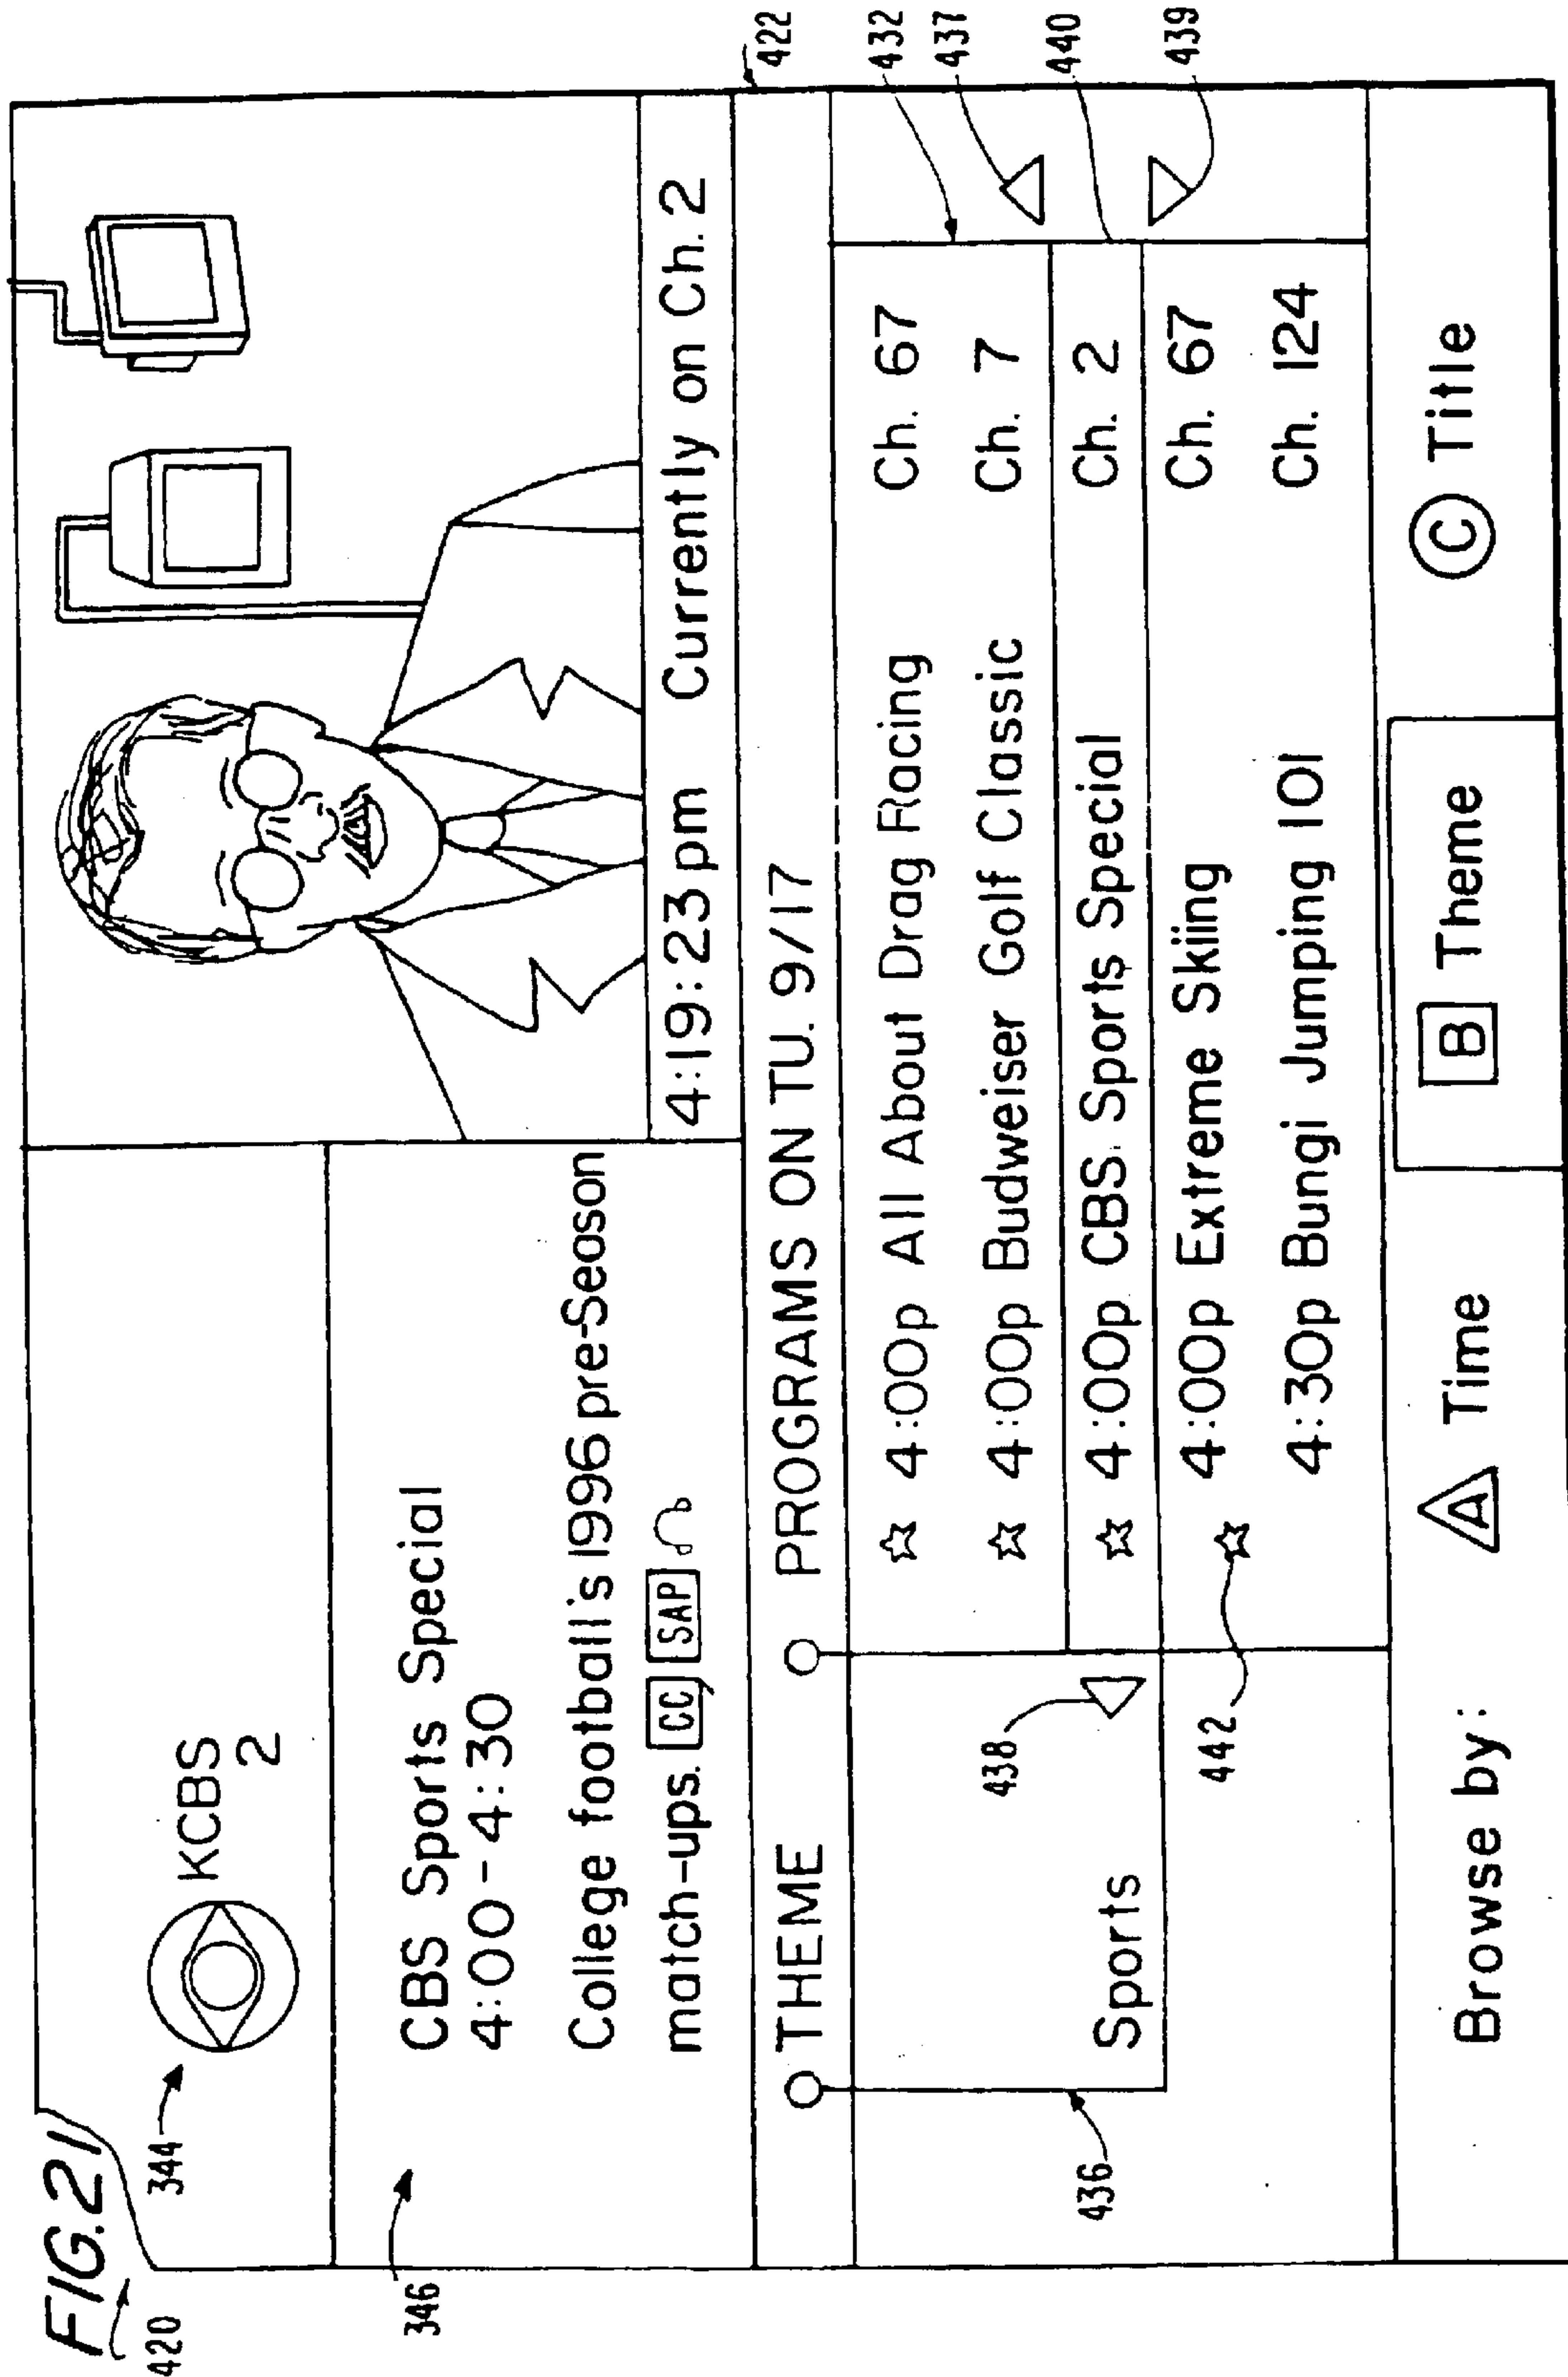 FIG.21
420
344
KCBS
2
346
CBS Sports Special
4:00-4:30
College football's 1996 pre-Seoson
match-ups. CC SAP
4:19:23pm Currently on Ch. 2
422
THEME PROGRAMS ON TU. 9/17
432
☆ 4:00p All About Drag Racing Ch. 67
437
☆ 4:00p Budweiser Golf Classic Ch. 7
438
440
436
Sports
☆ 4:00p CBS Sports Special Ch. 2
439
442
☆ 4:00p Extreme Skiing Ch. 67
4:30p Bungi Jumping 101 Ch. 124
Browse by: A Time B Theme C Title